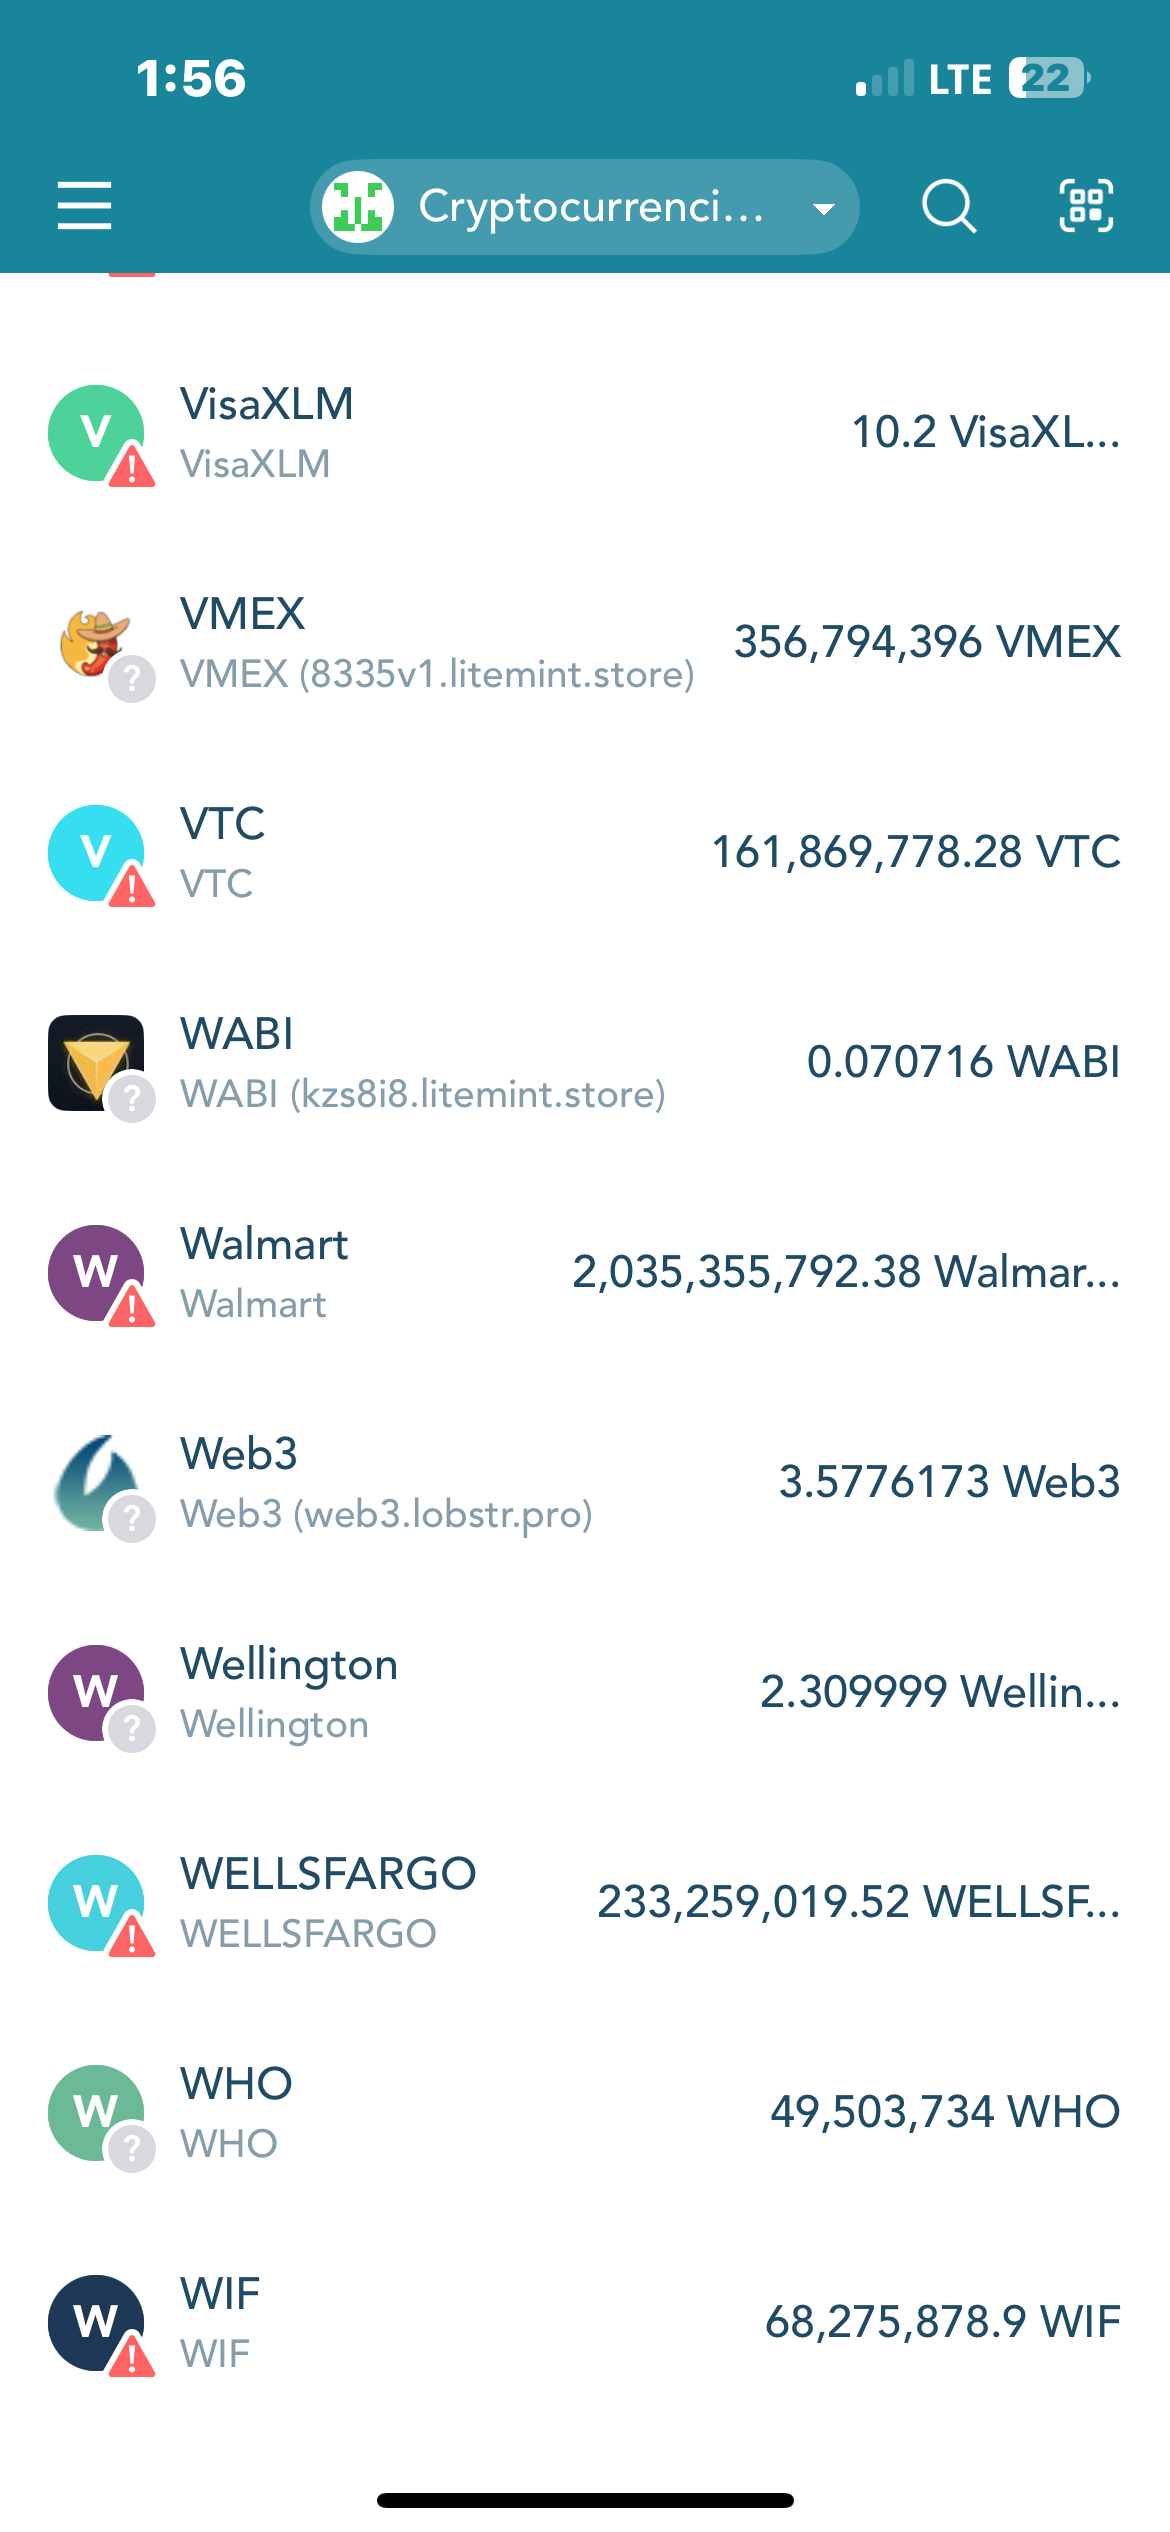 1:56
LTE 22
Cryptocurrenci...
V
VisaXLM
VisaXLM
10.2 VisaXL...
VMEX
VMEX (8335v1.litemint.store)
356,794,396 VMEX
?
V
VTC
VTC
161,869,778.28 VTC
WABI
WABI (kzs8i8.litemint.store)
0.070716 WABI
?
W
Walmart
Walmart
2,035,355,792.38 Walmar...
Web3
Web3 (web3.lobstr.pro)
3.5776173 Web3
?
W
Wellington
Wellington
2.309999 Wellin...
?
W
WELLSFARGO
WELLSFARGO
233,259,019.52 WELLSF...
W
WHO
WHO
49,503,734 WHO
?
W
WIF
WIF
68,275,878.9 WIF